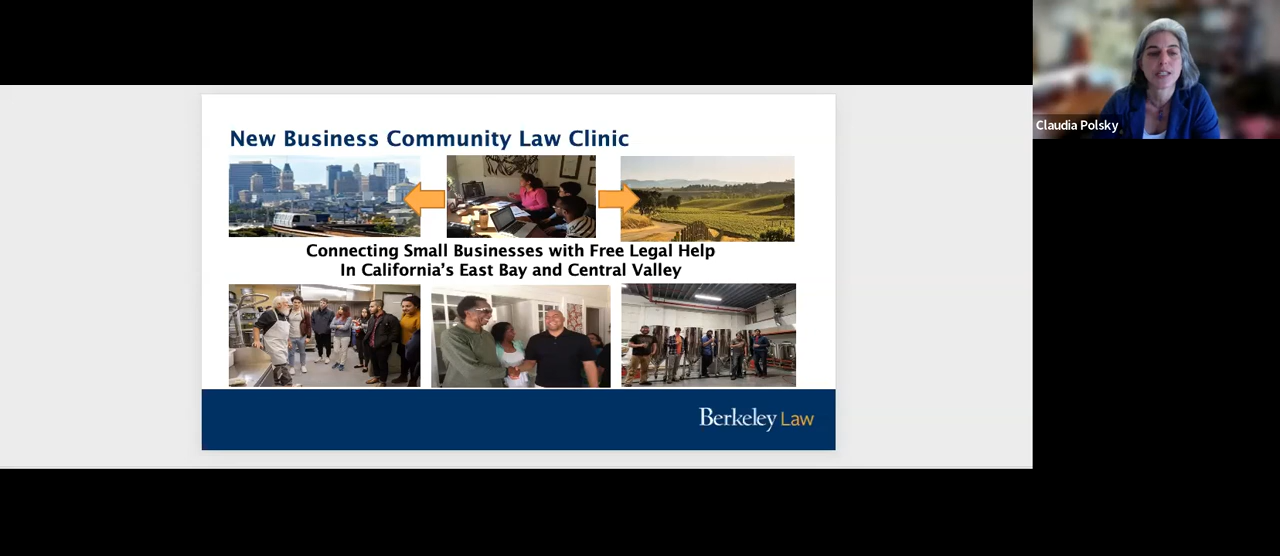 New Business Community Law Clinic
Connecting Small Businesses with Free Legal Help
In California's East Bay and Central Valley
Berkeley Law
Claudia Polsky